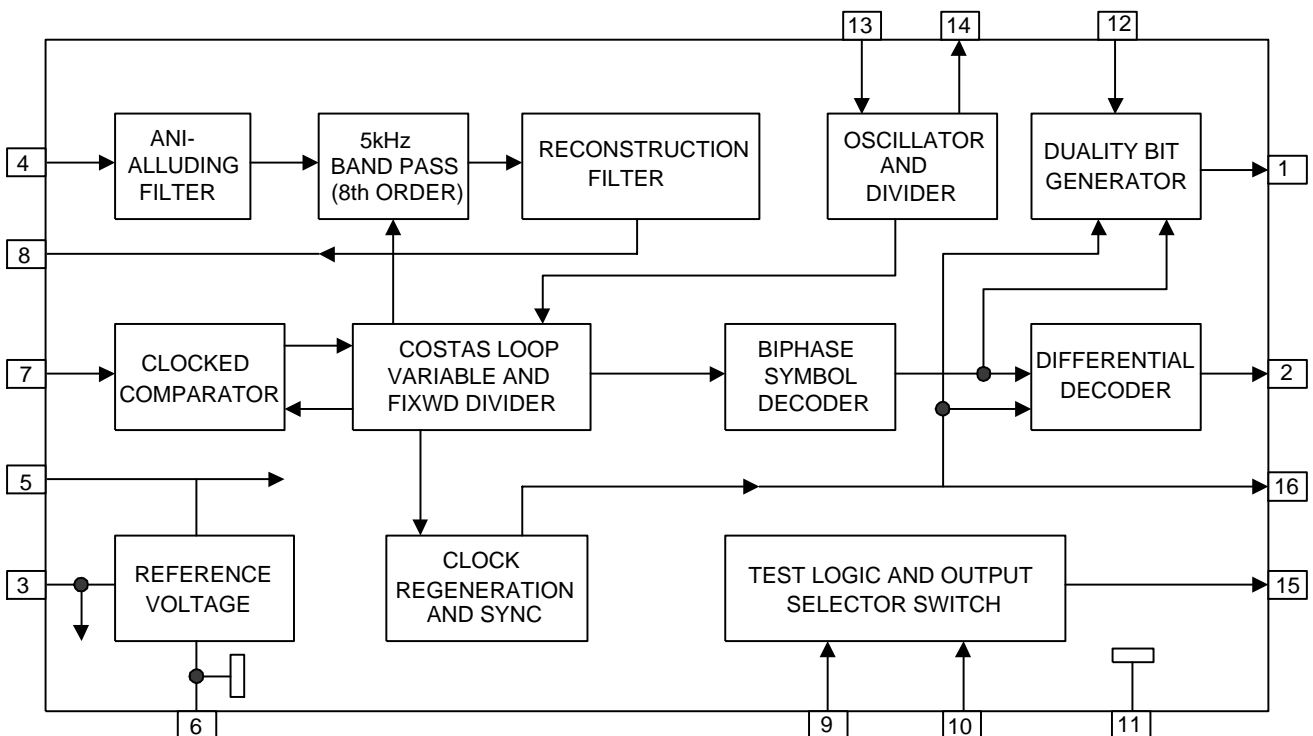 13
14
12
4
ANI-
ALLUDING
FILTER
5kHz
BAND PASS
(8th ORDER)
RECONSTRUCTION
FILTER
OSCILLATOR
AND
DIVIDER
DUALITY BIT
GENERATOR
1
8
7
CLOCKED
COMPARATOR
COSTAS LOOP
VARIABLE AND
FIXWD DIVIDER
BIPHASE
SYMBOL
DECODER
DIFFERENTIAL
DECODER
2
5
16
3
REFERENCE
VOLTAGE
CLOCK
REGENERATION
AND SYNC
TEST LOGIC AND OUTPUT
SELECTOR SWITCH
15
6
9
10
11